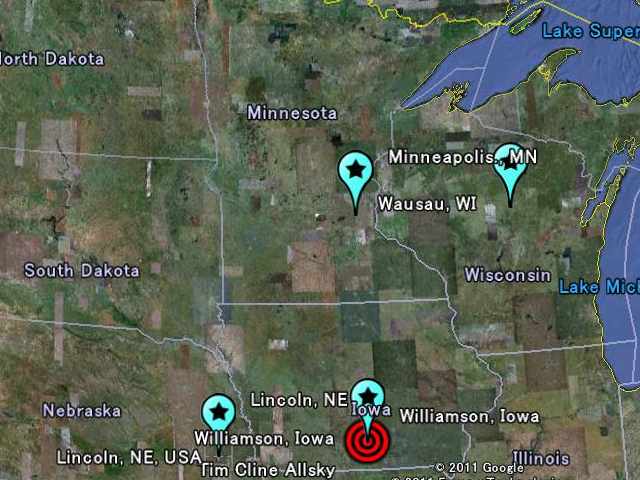 Lake Super
North Dakota
Minnesota
Minneapolis, MN
Wausau, WI
South Dakota
Wisconsin
Lake Mich
Lincoln, NE
Iowa
Nebraska
Williamson, Iowa
Williamson, Iowa
Lincoln, NE, USA
Illinois
Tim Cline Allsky
© 2011 Google